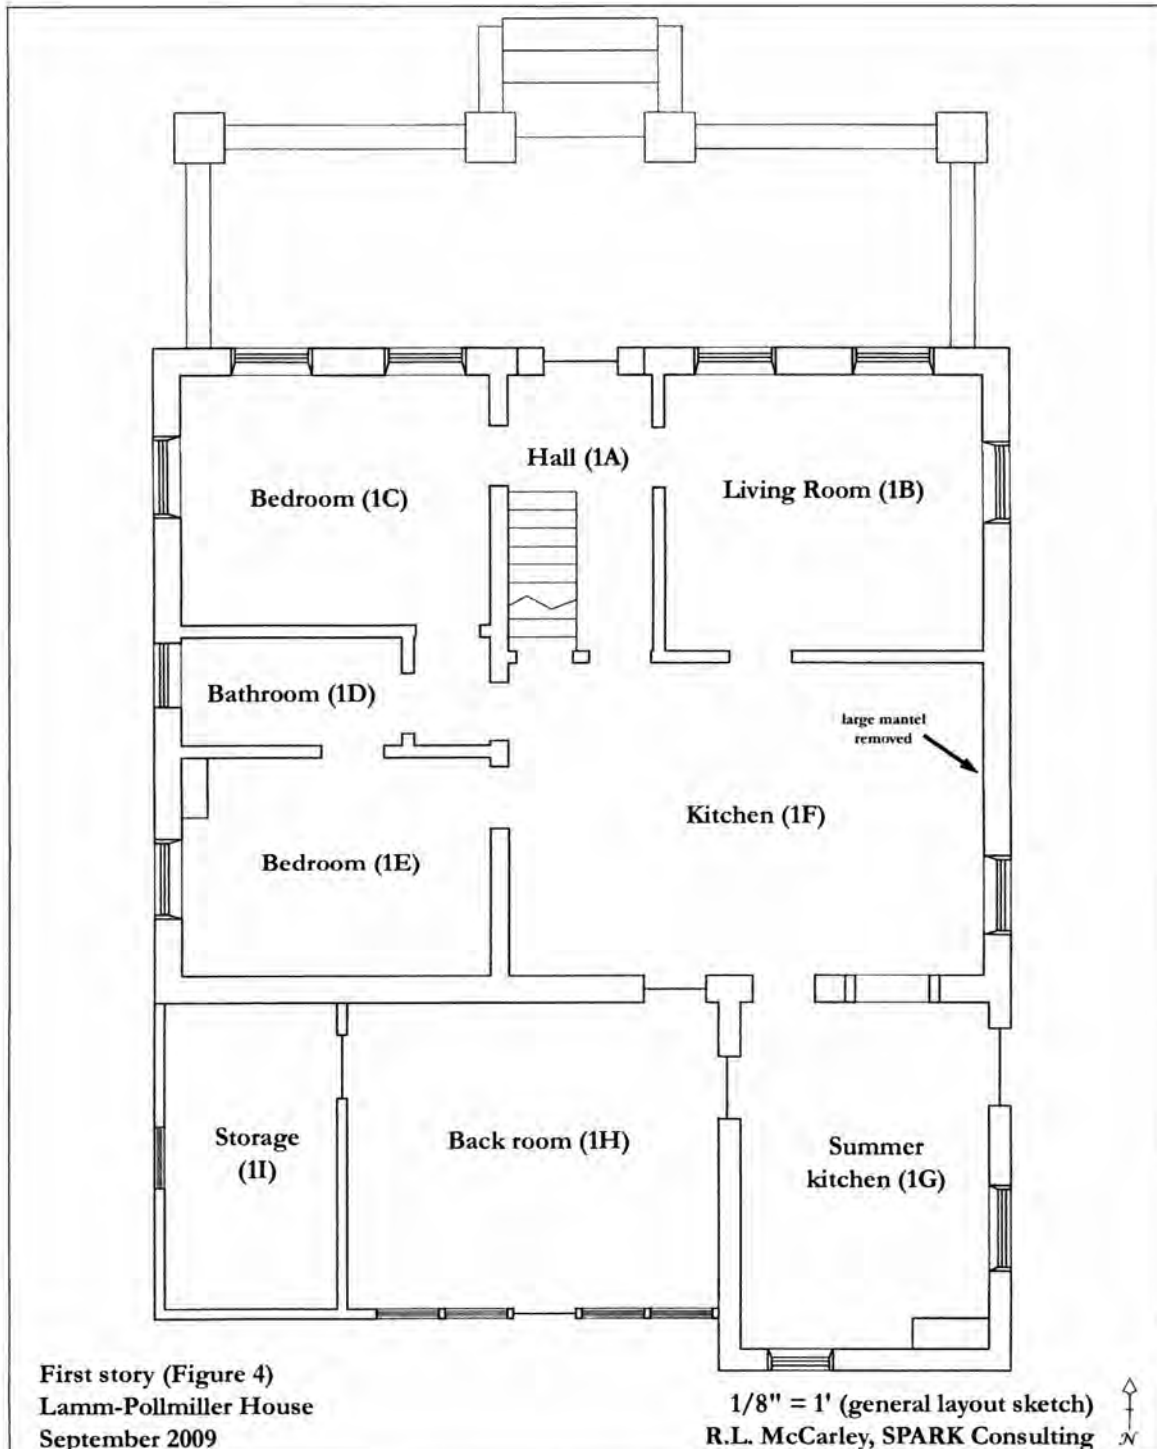 Hall (1A)
Bedroom (1C)
Living Room (1B)
Bathroom (1D)
large mantel
removed
Kitchen (1F)
Bedroom (1E)
Storage
(1I)
Back room (1H)
Summer
kitchen (1G)
First story (Figure 4)
Lamm-Pollmiller House
September 2009
1/8" = 1' (general layout sketch)
R.L. McCarley, SPARK Consulting
N